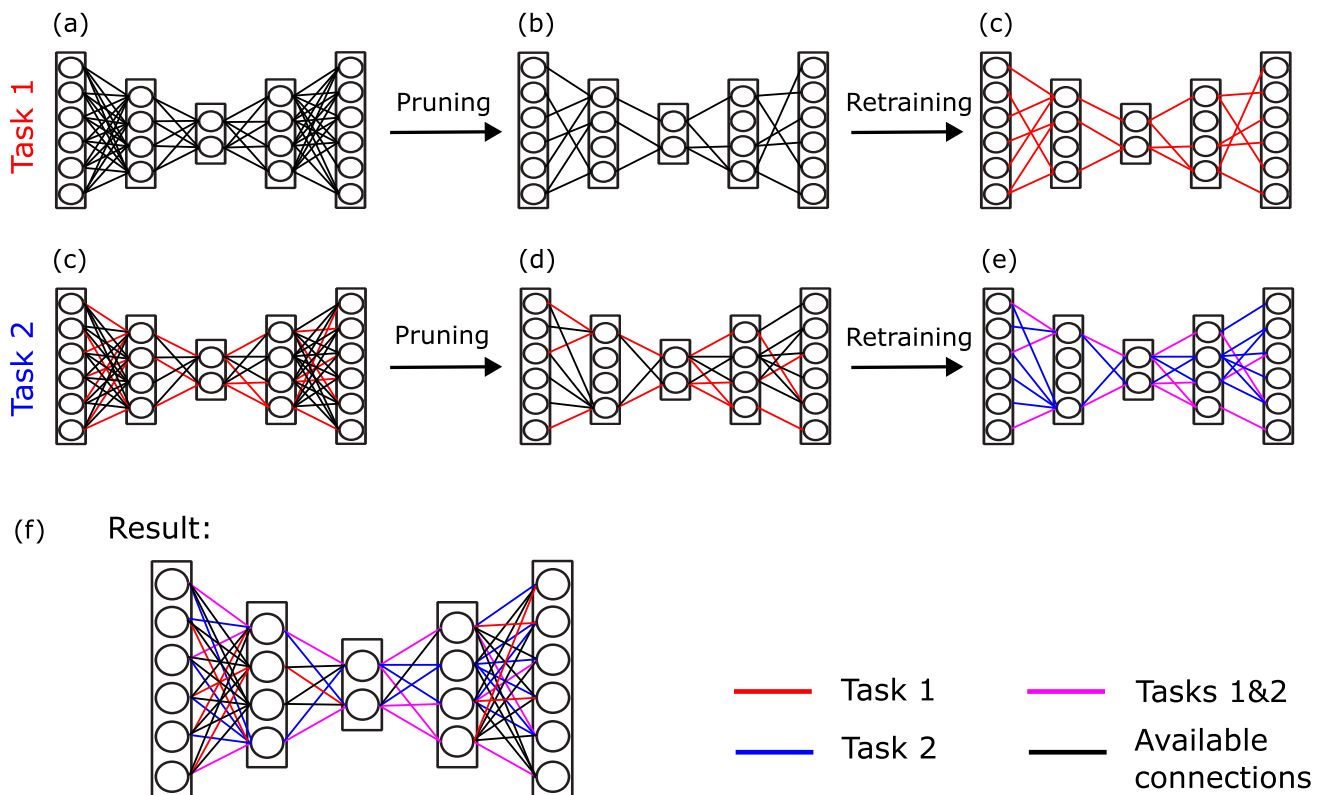 (a)
(b)
(c)
Task 1
Pruning
Retraining
(c)
(d)
(e)
Task 2
Pruning
Retraining
(f)
Result:
Task 1
Tasks 1&2
Task 2
Available
connections